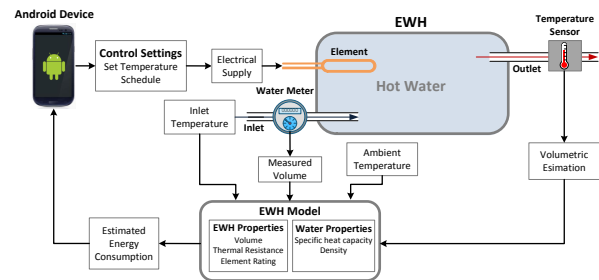 Android Device
EWH
Temperature
Sensor
Control Settings
Set Temperature
Schedule
Electrical
Supply
Element
Hot Water
Outlet
Water Meter
Inlet
Temperature
Inlet
Measured
Volume
Ambient
Temperature
Volumetric
Esimation
EWH Model
EWH Properties
Volume
Thermal Resistance
Element Rating
Water Properties
Specific heat capacity
Density
Estimated
Energy
Consumption